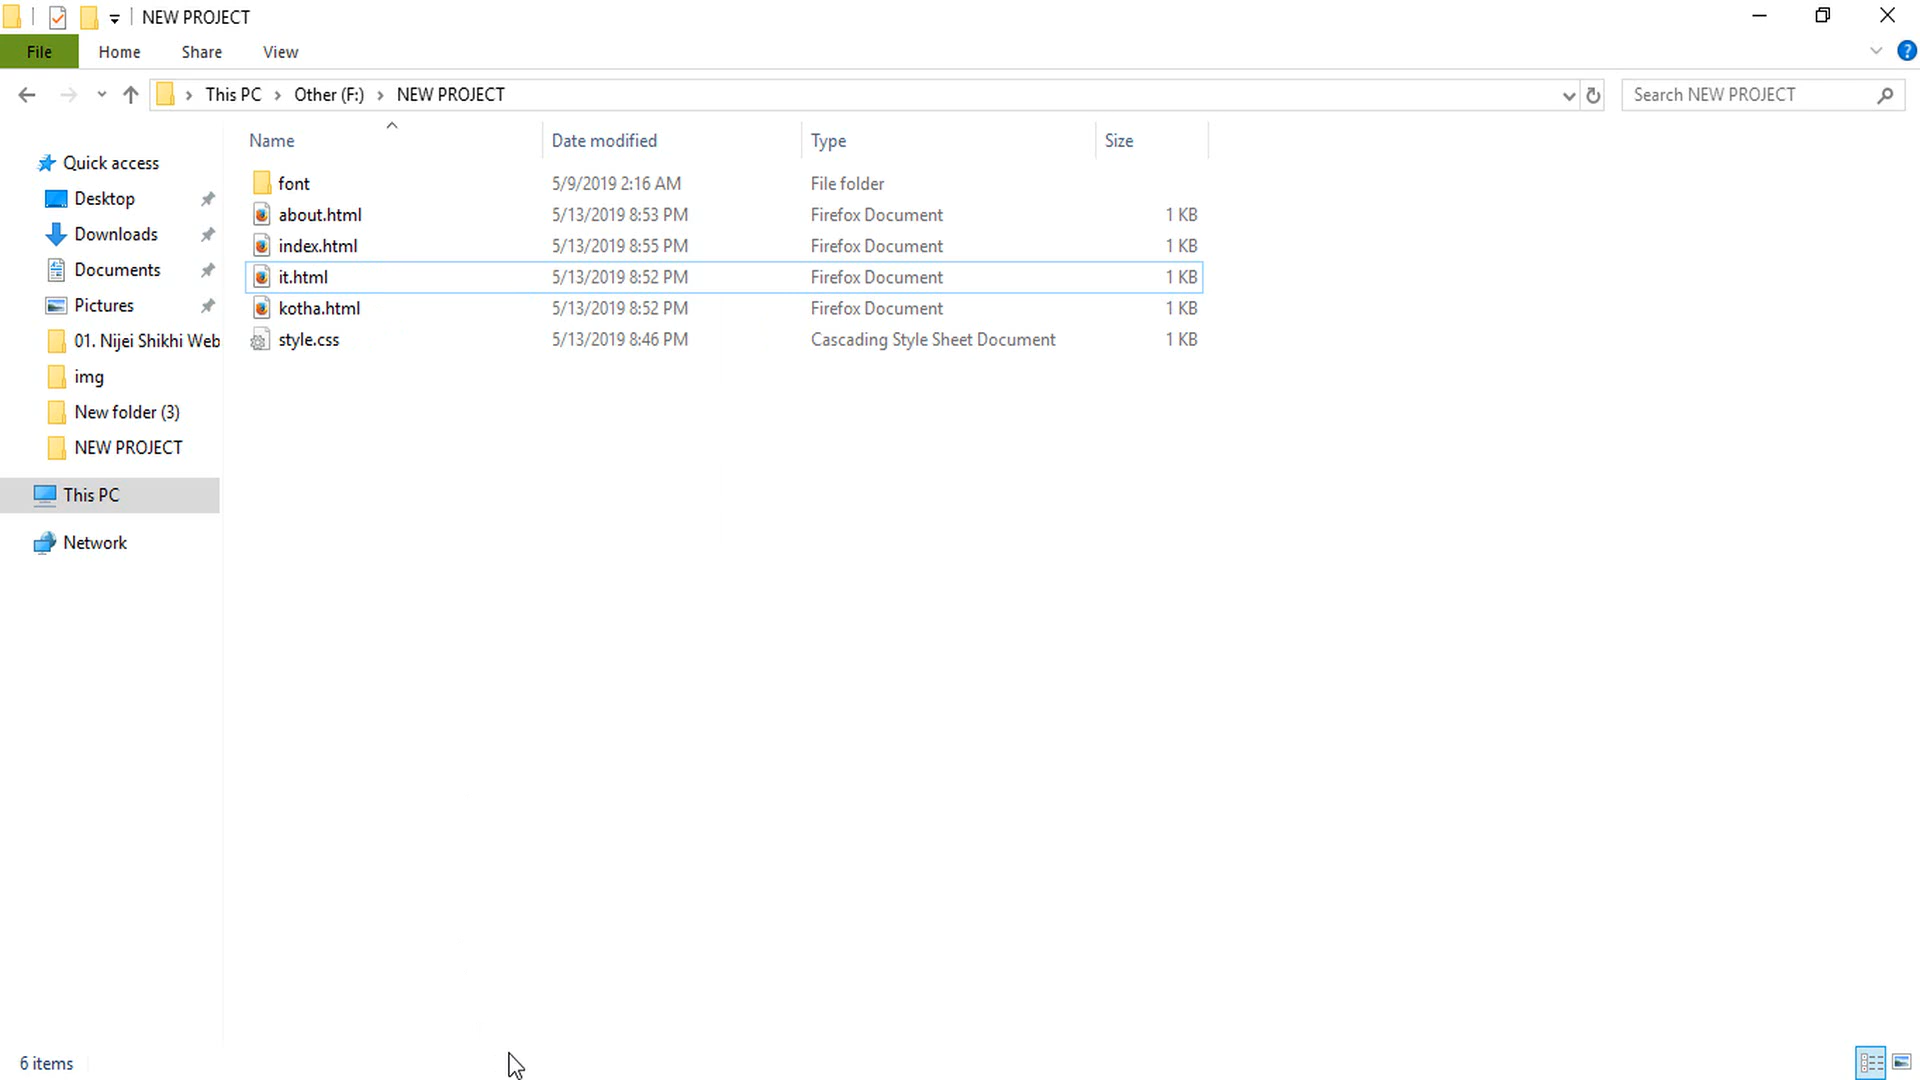 NEW PROJECT
File Home Share View
This PC Other (F:) NEW PROJECT Search NEW PROJECT
Name Date modified Type Size
Quick access
Desktop
Downloads
Documents
Pictures
01. Nijei Shikhi Web
img
New folder (3)
NEW PROJECT
This PC
Network
font 5/9/2019 2:16 AM File folder
about.html 5/13/2019 8:53 PM Firefox Document 1 KB
index.html 5/13/2019 8:55 PM Firefox Document 1 KB
it.html 5/13/2019 8:52 PM Firefox Document 1 KB
kotha.html 5/13/2019 8:52 PM Firefox Document 1 KB
style.css 5/13/2019 8:46 PM Cascading Style Sheet Document 1 KB
6 items